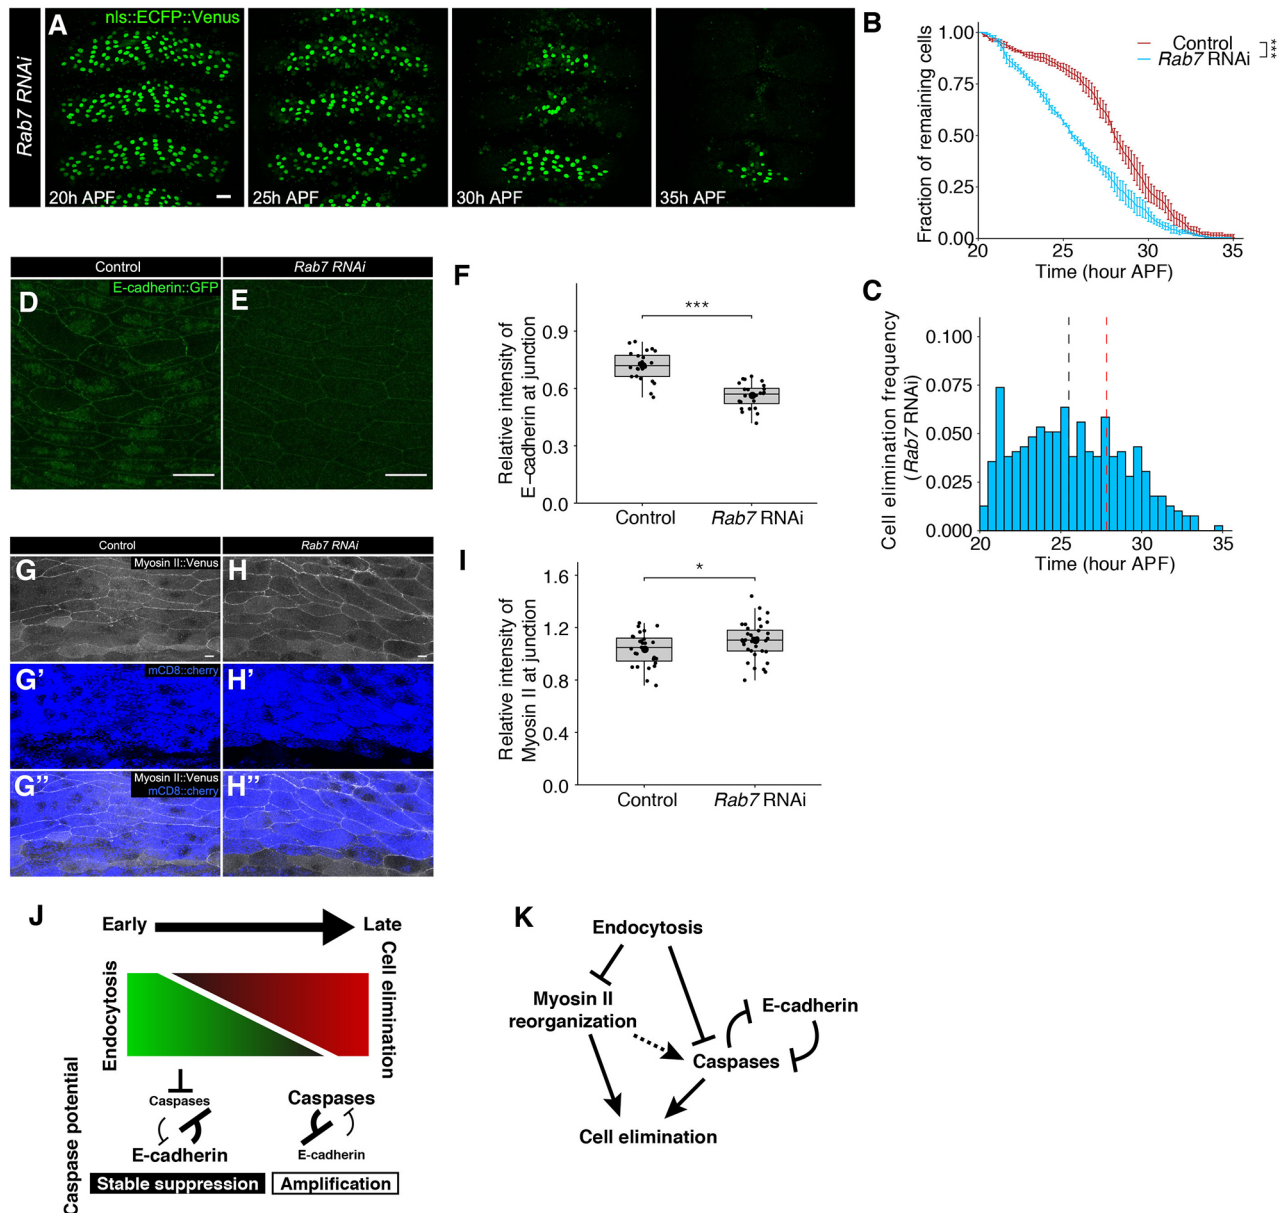 A
nls::ECFP::Venus
Rab7 RNAi
20h APF
25h APF
30h APF
35h APF
B
Fraction of remaining cells
1.00
0.75
0.50
0.25
0.00
20
25
30
35
Time (hour APF)
Control
Rab7 RNAi
***
C
Cell elimination frequency
(Rab7 RNAi)
0.100
0.075
0.050
0.025
0.000
20
25
30
35
Time (hour APF)
Control
Rab7 RNAi
D
E-cadherin::GFP
E
F
Relative intensity of
E–cadherin at junction
0.9
0.6
0.3
0.0
***
Control
Rab7 RNAi
Control
Rab7 RNAi
G
Myosin II::Venus
H
G’
mCD8::cherry
H’
G’’
Myosin II::Venus
mCD8::cherry
H’’
I
Relative intensity of
Myosin II at junction
1.6
1.2
0.8
0.4
0.0
*
Control
Rab7 RNAi
J
Early
Late
Endocytosis
Cell elimination
Caspase potential
Caspases
E-cadherin
Stable suppression
Caspases
E-cadherin
Amplification
K
Endocytosis
Myosin II
reorganization
E-cadherin
Caspases
Cell elimination